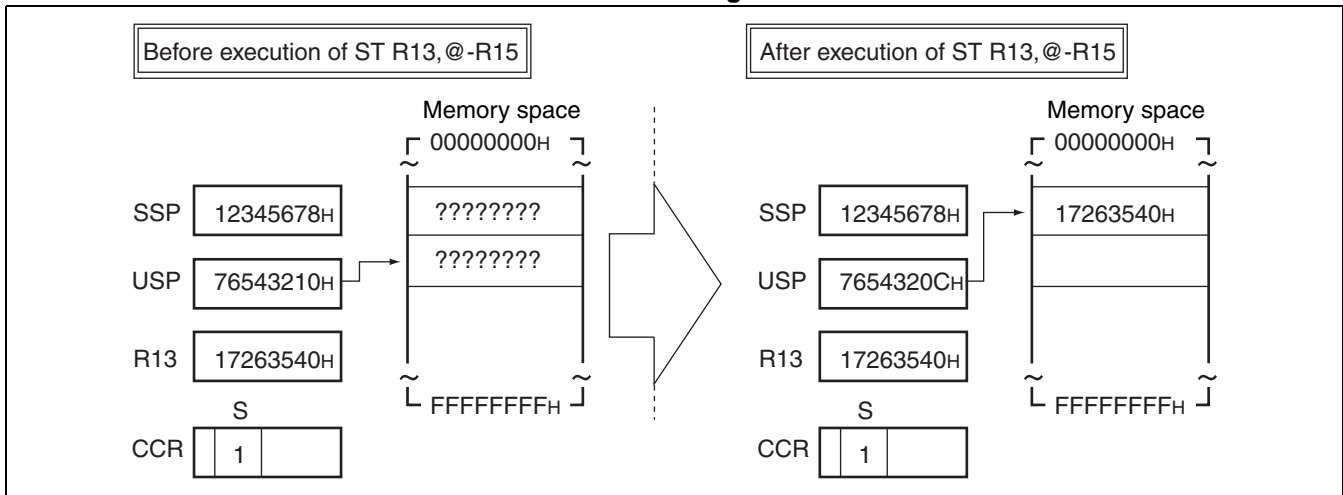 Before execution of ST R13,@-R15
Memory space
00000000H
SSP 12345678H
????????
USP 76543210H
????????
R13 17263540H
FFFFFFFFH
S
CCR 1
After execution of ST R13,@-R15
Memory space
00000000H
SSP 12345678H
17263540H
USP 7654320CH
R13 17263540H
FFFFFFFFH
S
CCR 1